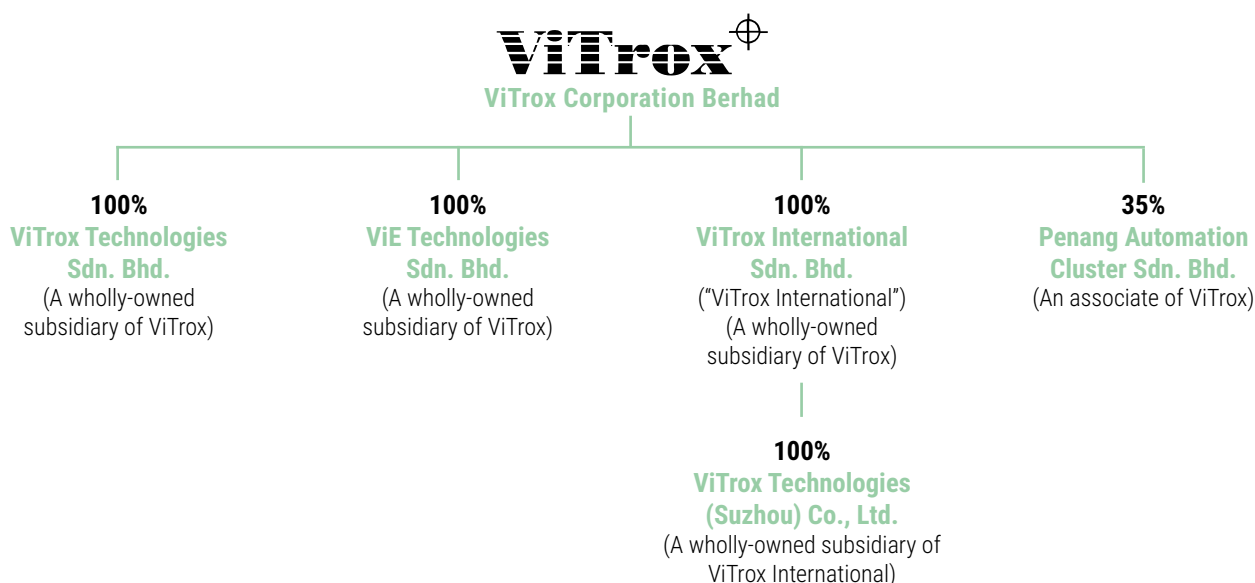 ViTrox
ViTrox Corporation Berhad
100%
ViTrox Technologies
Sdn. Bhd.
(A wholly-owned
subsidiary of ViTrox)
100%
ViE Technologies
Sdn. Bhd.
(A wholly-owned
subsidiary of ViTrox)
100%
ViTrox International
Sdn. Bhd.
(“ViTrox International”)
(A wholly-owned
subsidiary of ViTrox)
35%
Penang Automation
Cluster Sdn. Bhd.
(An associate of ViTrox)
100%
ViTrox Technologies
(Suzhou) Co., Ltd.
(A wholly-owned subsidiary of
ViTrox International)